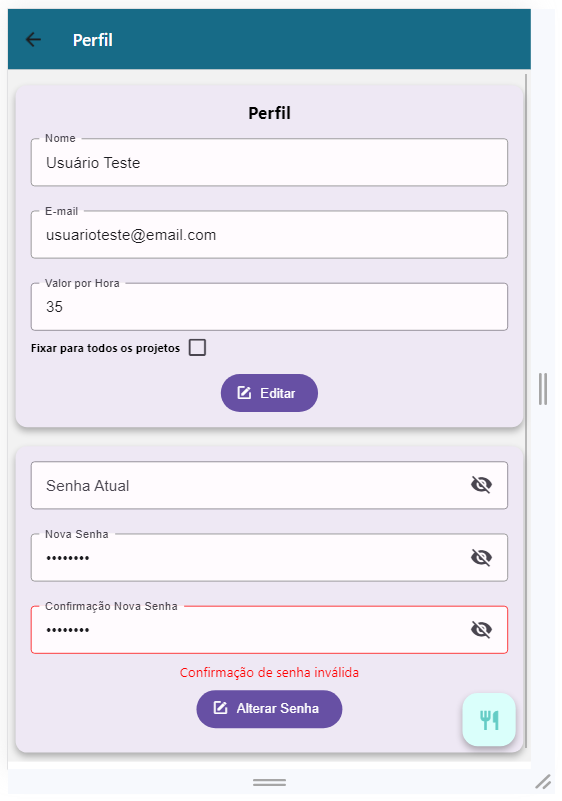 Perfil
Perfil
Nome
Usuário Teste
E-mail
usuarioteste@email.com
Valor por Hora
35
Fixar para todos os projetos
Editar
Senha Atual
Nova Senha
••••••••
Confirmação Nova Senha
••••••••
Confirmação de senha inválida
Alterar Senha